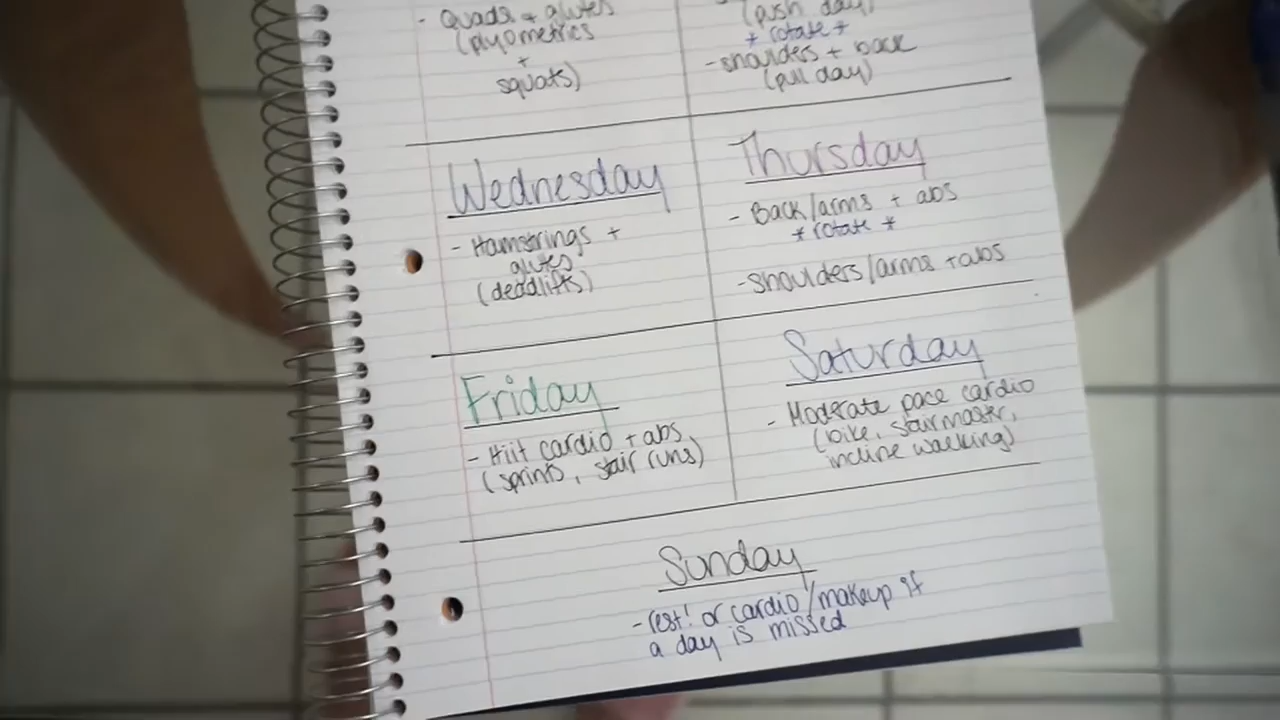 - Quads + glutes
(plyometrics
+
squats)
(push day)
* rotate *
- shoulders + back
(pull day)
Wednesday
- Hamstrings +
glutes
(deadlifts)
Thursday
- Back/arms + abs
* rotate *
- shoulders/arms + abs
Friday
- Hiit cardio + abs
(sprints, stair runs)
Saturday
- Moderate pace cardio
(bike, stairmaster,
incline walking)
Sunday
- rest! or cardio/makeup if
a day is missed